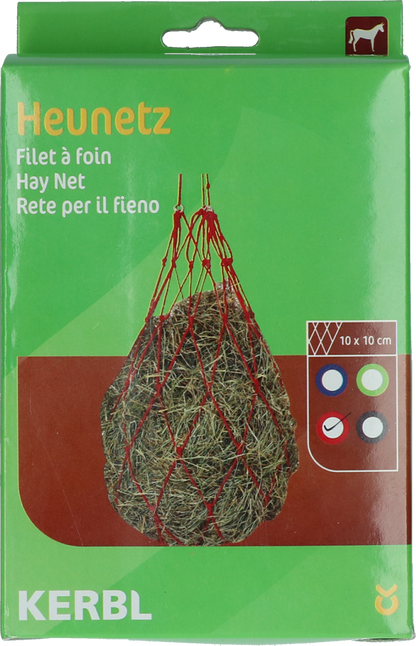 Heunetz
Filet à foin
Hay Net
Rete per il fieno
10 x 10 cm
KERBL